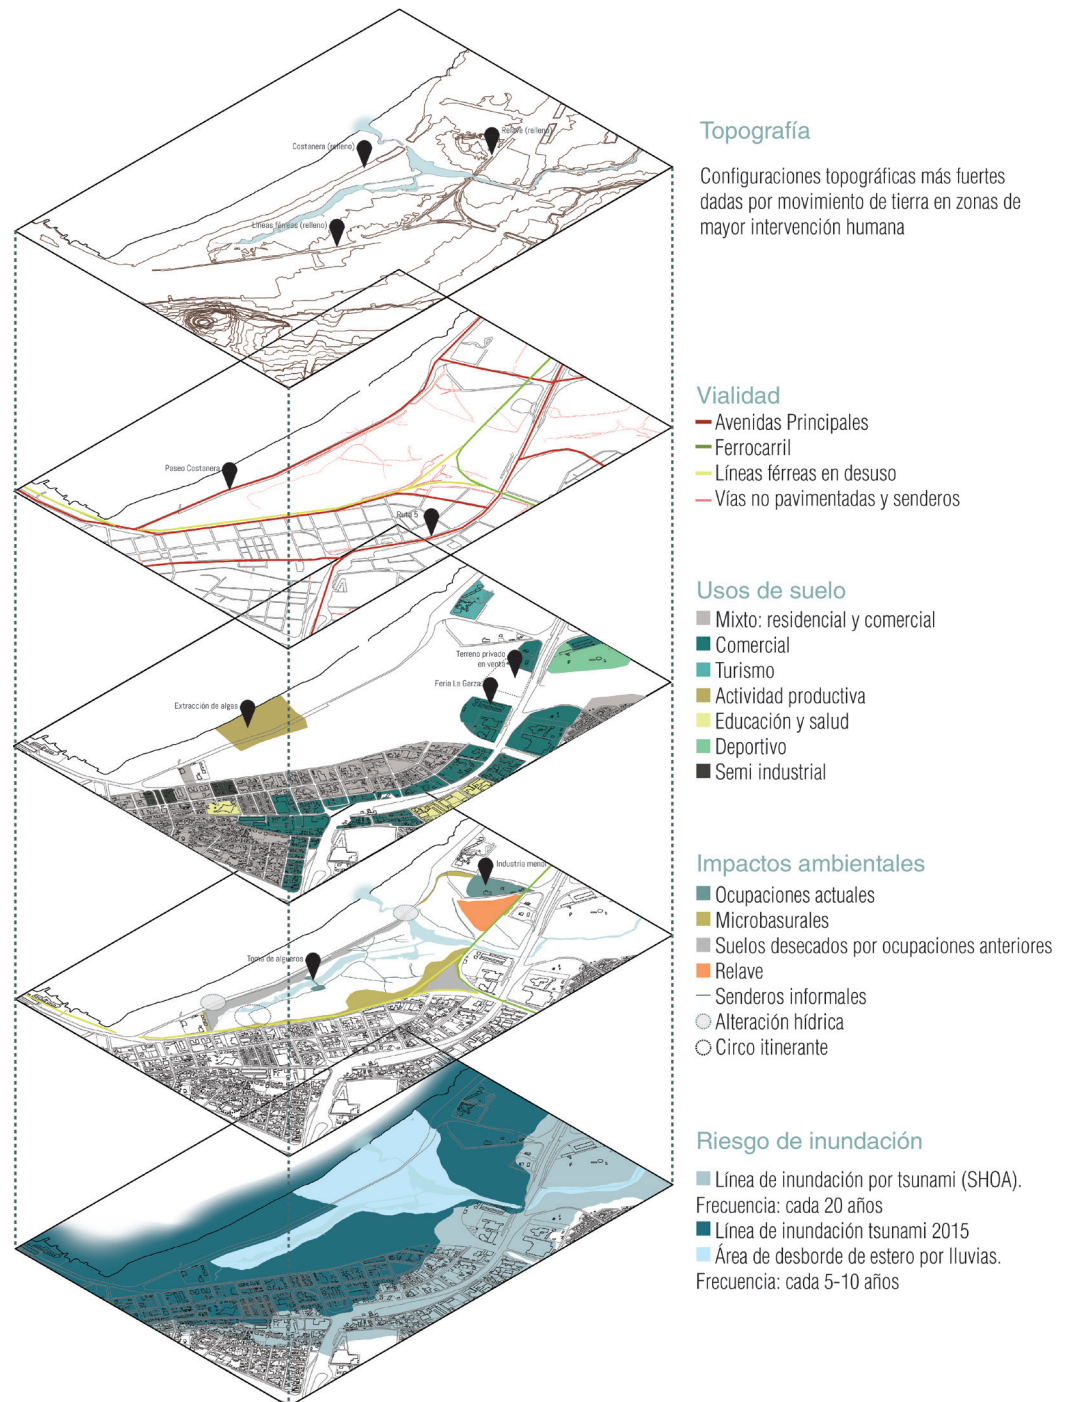 Topografía
Configuraciones topográficas más fuertes
dadas por movimiento de tierra en zonas de
mayor intervención humana
Relave (relleno)
Costanera (relleno)
Líneas férreas (relleno)
Vialidad
Avenidas Principales
Ferrocarril
Líneas férreas en desuso
Vías no pavimentadas y senderos
Paseo Costanera
Ruta 5
Usos de suelo
Mixto: residencial y comercial
Comercial
Turismo
Actividad productiva
Educación y salud
Deportivo
Semi industrial
Terreno privado
en venta
Feria La Garza
Extracción de algas
Impactos ambientales
Ocupaciones actuales
Microbasurales
Suelos desecados por ocupaciones anteriores
Relave
Senderos informales
Alteración hídrica
Circo itinerante
Industria menor
Toma de algueros
Riesgo de inundación
Línea de inundación por tsunami (SHOA).
Frecuencia: cada 20 años
Línea de inundación tsunami 2015
Área de desborde de estero por lluvias.
Frecuencia: cada 5-10 años